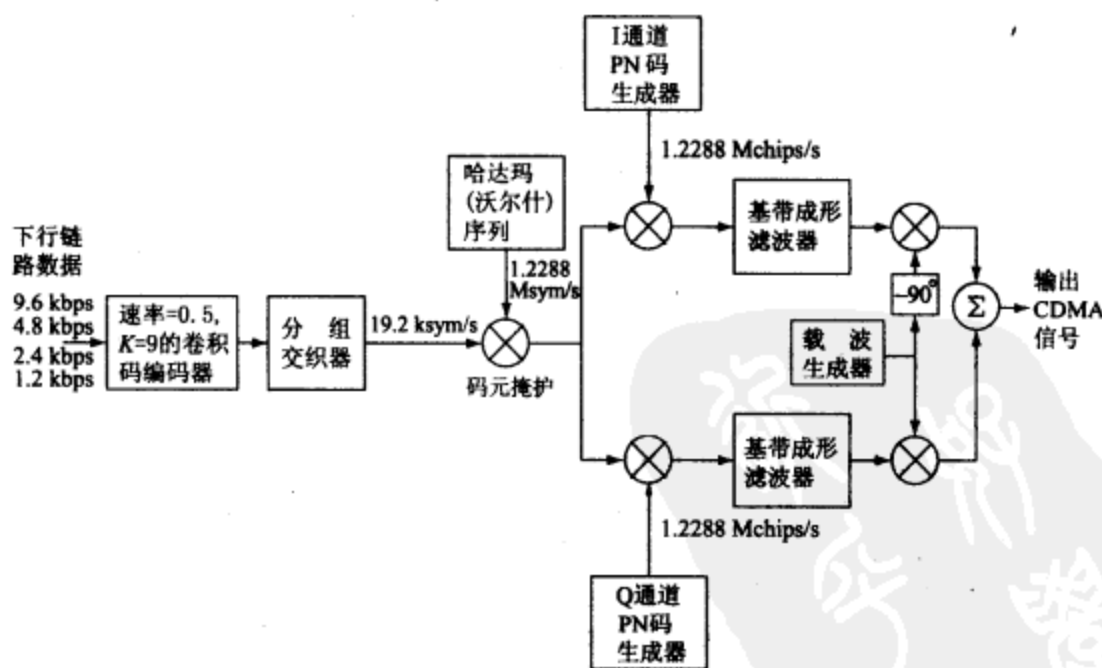 I通道
PN 码
生成器
1.2288 Mchips/s
哈达玛
(沃尔什)
序列
1.2288
Msym/s
下行链
路数据
9.6 kbps
4.8 kbps
2.4 kbps
1.2 kbps
速率=0.5,
K=9的卷积
码编码器
分 组
交织器
19.2 ksym/s
码元掩护
基带成形
滤波器
-90°
载 波
生成器
Σ
输出
CDMA
信号
基带成形
滤波器
1.2288 Mchips/s
Q通道
PN码
生成器